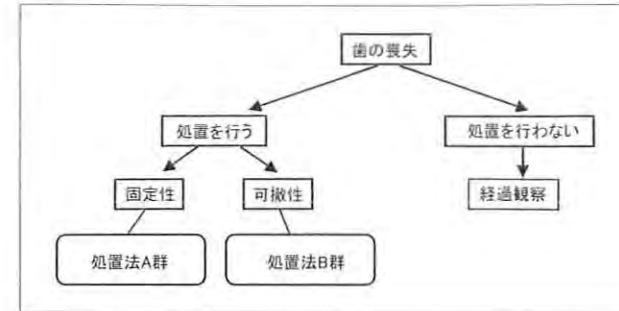 歯の喪失
処置を行う
処置を行わない
固定性
可撤性
経過観察
処置法A群
処置法B群